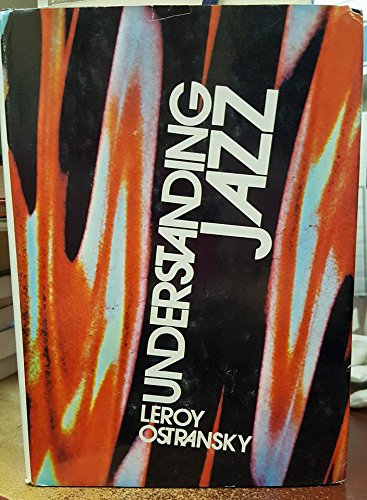 UNDERSTANDING
JAZZ
LEROY
OSTRANSKY